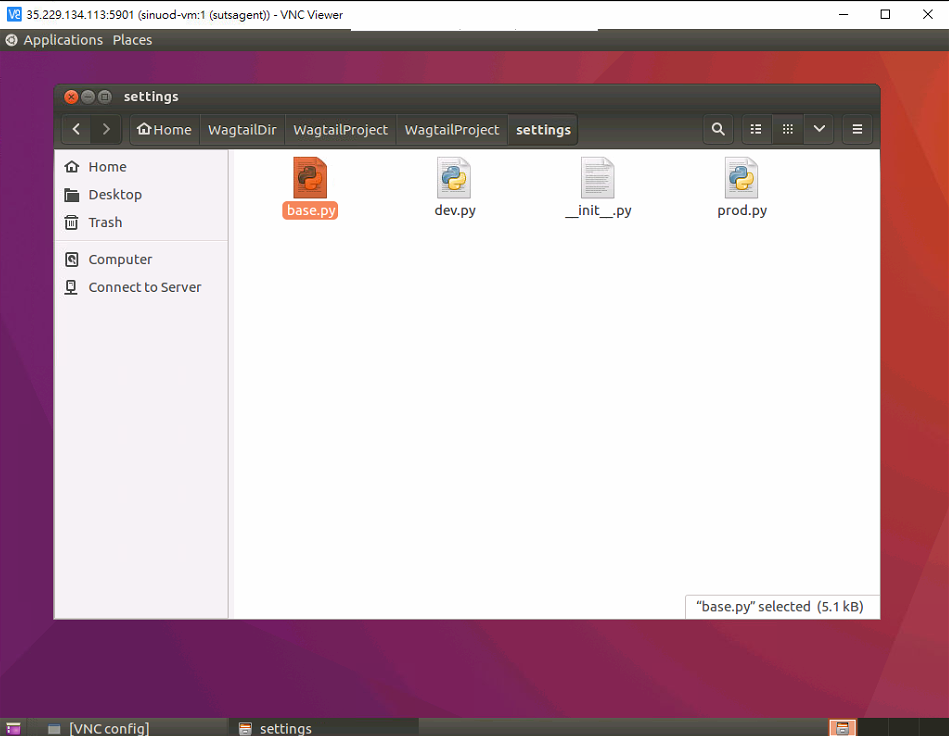 35.229.134.113:5901 (sinuod-vm:1 (sutsagent)) - VNC Viewer
Applications Places
settings
Home WagtailDir WagtailProject WagtailProject settings
Home
Desktop
Trash
Computer
Connect to Server
base.py dev.py __init__.py prod.py
“base.py” selected (5.1 kB)
[VNC config] settings